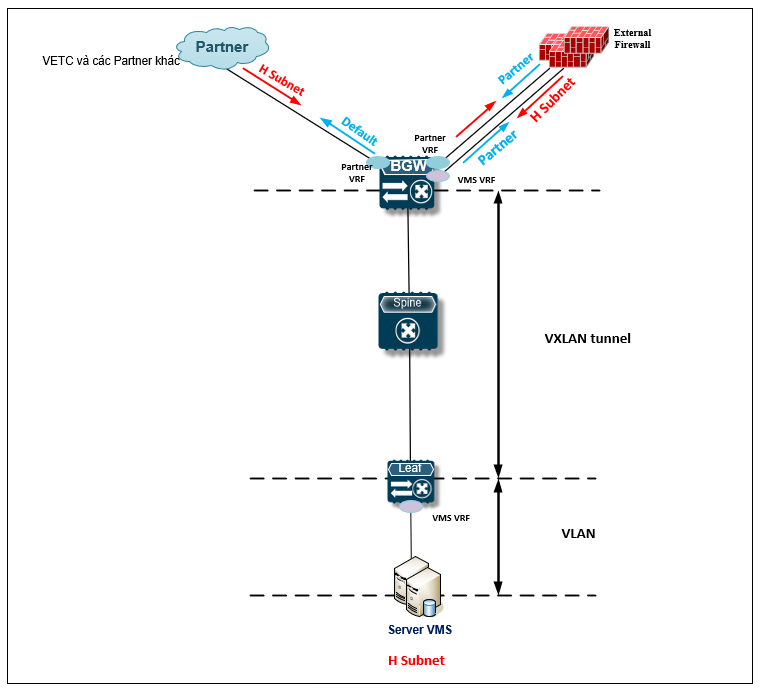 Partner
External
Firewall
VETC và các Partner khác
H Subnet
Partner
H Subnet
Default
Partner
Partner
VRF
BGW
Partner
VRF
VMS VRF
Spine
VXLAN tunnel
Leaf
VMS VRF
VLAN
Server VMS
H Subnet